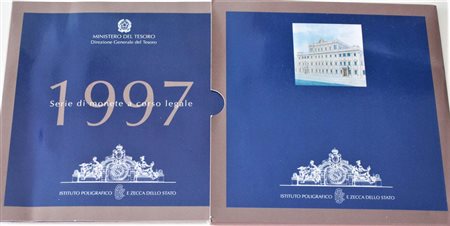 MINISTERO DEL TESORO
Direzione Generale del Tesoro
1997
Serie di monete a corso legale
ISTITUTO POLIGRAFICO E ZECCA DELLO STATO
ISTITUTO POLIGRAFICO E ZECCA DELLO STATO